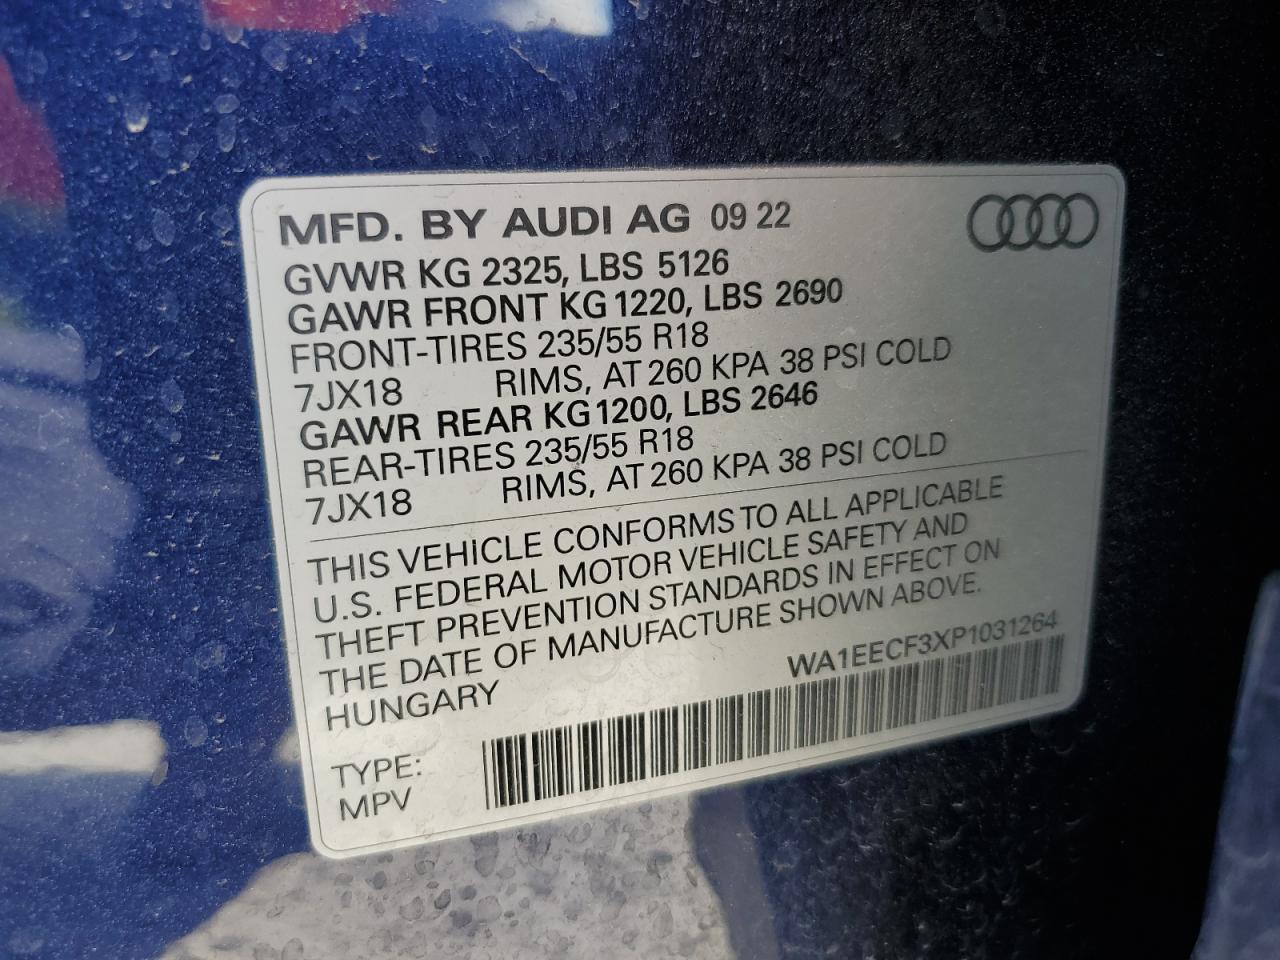 MFD. BY AUDI AG 09 22
GVWR KG 2325, LBS 5126
GAWR FRONT KG 1220, LBS 2690
FRONT-TIRES 235/55 R18
7JX18 RIMS, AT 260 KPA 38 PSI COLD
GAWR REAR KG 1200, LBS 2646
REAR-TIRES 235/55 R18
7JX18 RIMS, AT 260 KPA 38 PSI COLD
THIS VEHICLE CONFORMS TO ALL APPLICABLE
U.S. FEDERAL MOTOR VEHICLE SAFETY AND
THEFT PREVENTION STANDARDS IN EFFECT ON
THE DATE OF MANUFACTURE SHOWN ABOVE.
HUNGARY WA1EECF3XP1031264
TYPE:
MPV